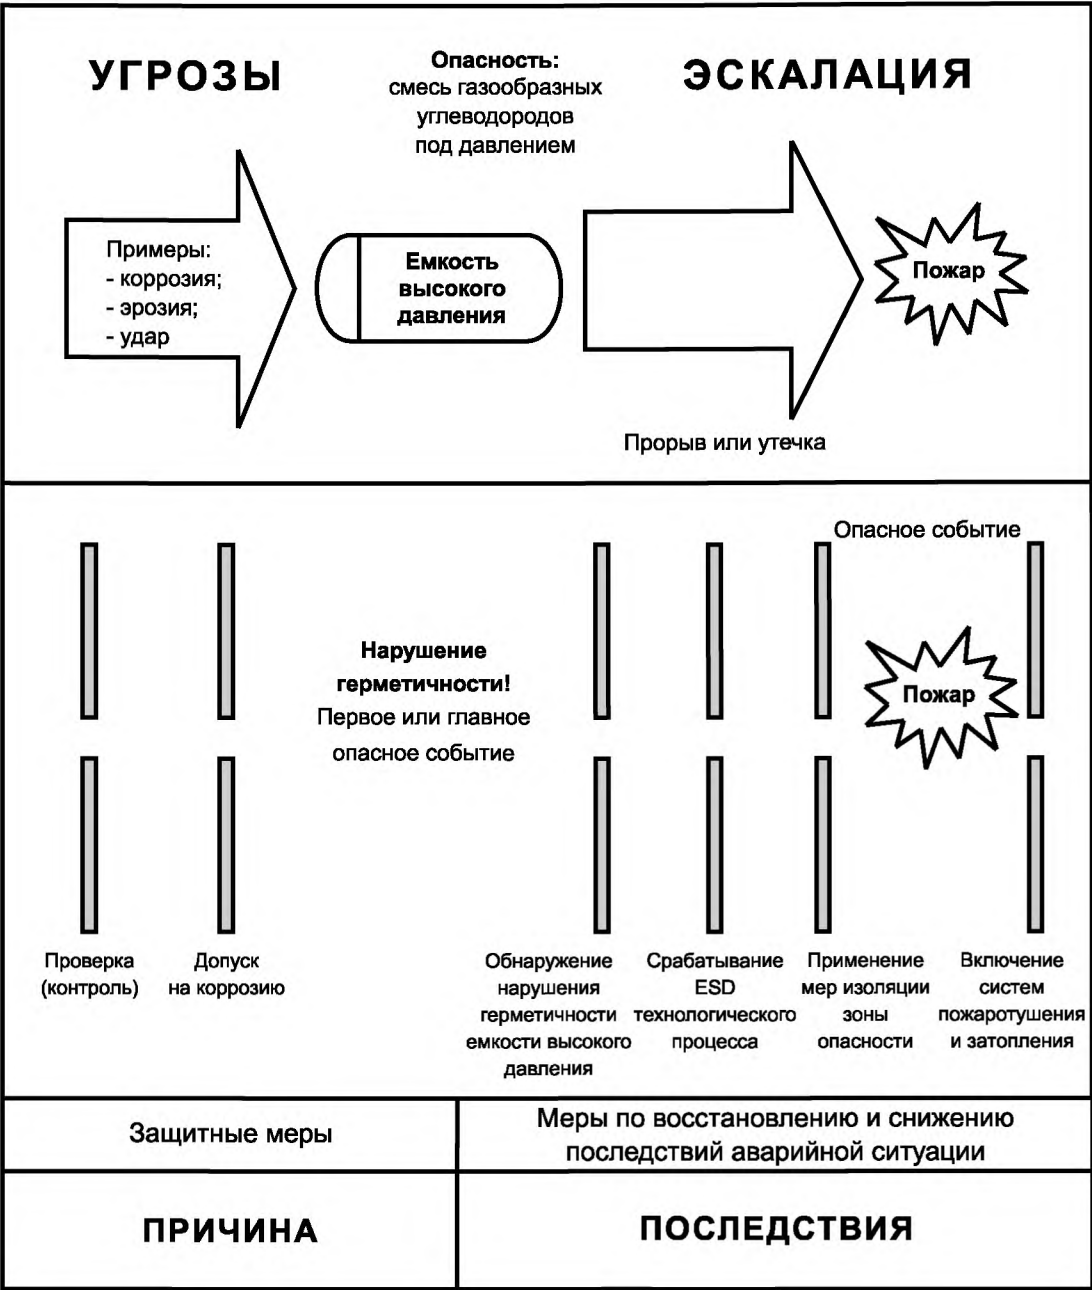 УГРОЗЫ
Опасность:
смесь газообразных
углеводородов
под давлением
ЭСКАЛАЦИЯ
Примеры:
- коррозия;
- эрозия;
- удар
Емкость
высокого
давления
Пожар
Прорыв или утечка
Опасное событие
Нарушение
герметичности!
Первое или главное
опасное событие
Пожар
Проверка
(контроль)
Допуск
на коррозию
Обнаружение
нарушения
герметичности
емкости высокого
давления
Срабатывание
ESD
технологического
процесса
Применение
мер изоляции
зоны
опасности
Включение
систем
пожаротушения
и затопления
Защитные меры
Меры по восстановлению и снижению
последствий аварийной ситуации
ПРИЧИНА
ПОСЛЕДСТВИЯ